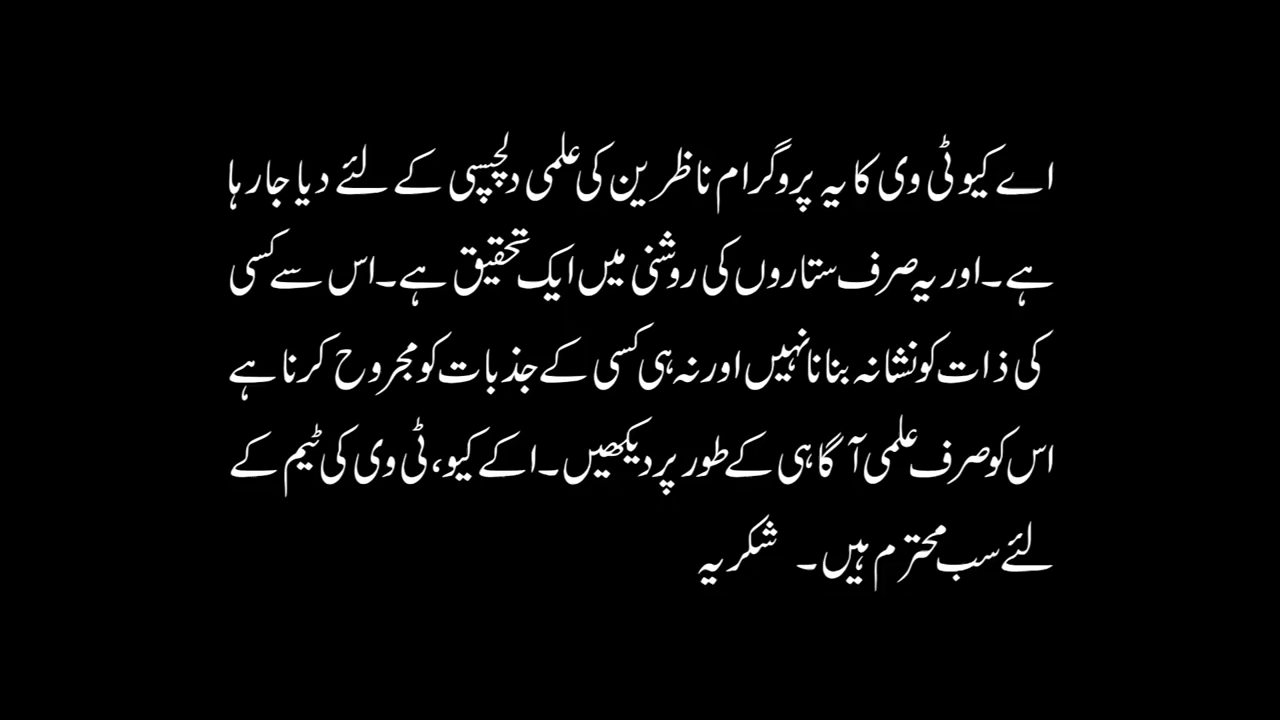 اے کیو ٹی وی کا یہ پروگرام ناظرین کی علمی دلچسپی کے لئے دیا جا رہا
ہے۔ اور یہ صرف ستاروں کی روشنی میں ایک تحقیق ہے۔ اس سے کسی
کی ذات کو نشانہ بنانا نہیں اور نہ ہی کسی کے جذبات کو مجروح کرنا ہے
اس کو صرف علمی آگاہی کے طور پر دیکھیں۔ اکے کیو، ٹی وی کی ٹیم کے
لئے سب محترم ہیں۔ شکریہ